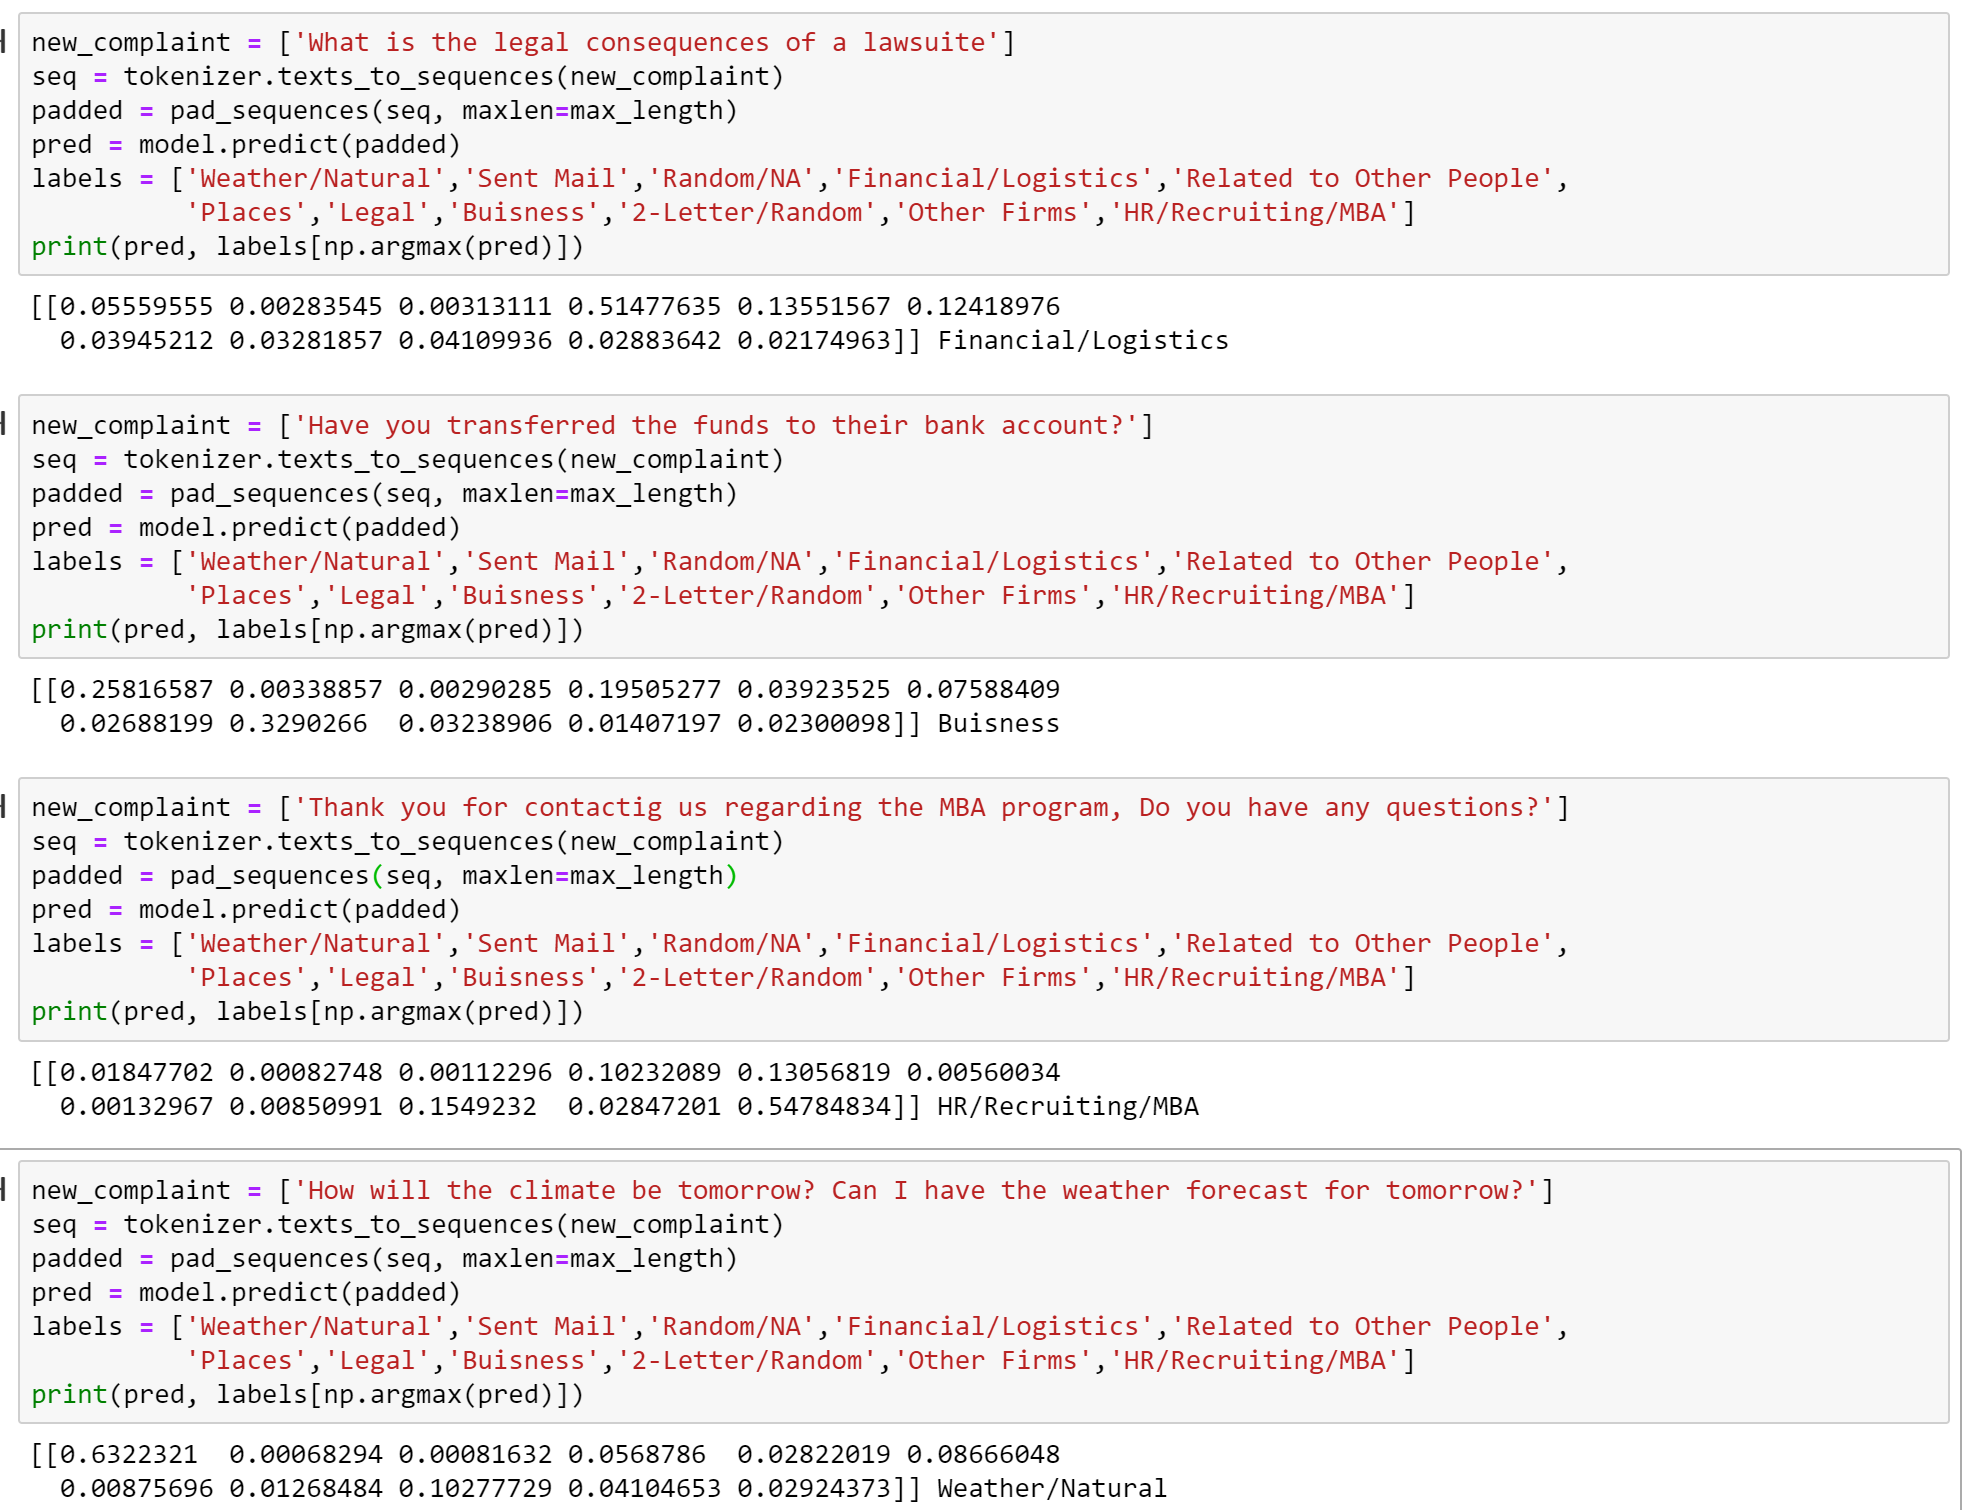 new_complaint = ['What is the legal consequences of a lawsuite']
seq = tokenizer.texts_to_sequences(new_complaint)
padded = pad_sequences(seq, maxlen=max_length)
pred = model.predict(padded)
labels = ['Weather/Natural','Sent Mail','Random/NA','Financial/Logistics','Related to Other People',
'Places','Legal','Buisness','2-Letter/Random','Other Firms','HR/Recruiting/MBA']
print(pred, labels[np.argmax(pred)])
[[0.05559555 0.00283545 0.00313111 0.51477635 0.13551567 0.12418976
0.03945212 0.03281857 0.04109936 0.02883642 0.02174963]] Financial/Logistics
new_complaint = ['Have you transferred the funds to their bank account?']
seq = tokenizer.texts_to_sequences(new_complaint)
padded = pad_sequences(seq, maxlen=max_length)
pred = model.predict(padded)
labels = ['Weather/Natural','Sent Mail','Random/NA','Financial/Logistics','Related to Other People',
'Places','Legal','Buisness','2-Letter/Random','Other Firms','HR/Recruiting/MBA']
print(pred, labels[np.argmax(pred)])
[[0.25816587 0.00338857 0.00290285 0.19505277 0.03923525 0.07588409
0.02688199 0.3290266  0.03238906 0.01407197 0.02300098]] Buisness
new_complaint = ['Thank you for contactig us regarding the MBA program, Do you have any questions?']
seq = tokenizer.texts_to_sequences(new_complaint)
padded = pad_sequences(seq, maxlen=max_length)
pred = model.predict(padded)
labels = ['Weather/Natural','Sent Mail','Random/NA','Financial/Logistics','Related to Other People',
'Places','Legal','Buisness','2-Letter/Random','Other Firms','HR/Recruiting/MBA']
print(pred, labels[np.argmax(pred)])
[[0.01847702 0.00082748 0.00112296 0.10232089 0.13056819 0.00560034
0.00132967 0.00850991 0.1549232  0.02847201 0.54784834]] HR/Recruiting/MBA
new_complaint = ['How will the climate be tomorrow? Can I have the weather forecast for tomorrow?']
seq = tokenizer.texts_to_sequences(new_complaint)
padded = pad_sequences(seq, maxlen=max_length)
pred = model.predict(padded)
labels = ['Weather/Natural','Sent Mail','Random/NA','Financial/Logistics','Related to Other People',
'Places','Legal','Buisness','2-Letter/Random','Other Firms','HR/Recruiting/MBA']
print(pred, labels[np.argmax(pred)])
[[0.6322321  0.00068294 0.00081632 0.0568786  0.02822019 0.08666048
0.00875696 0.01268484 0.10277729 0.04104653 0.02924373]] Weather/Natural